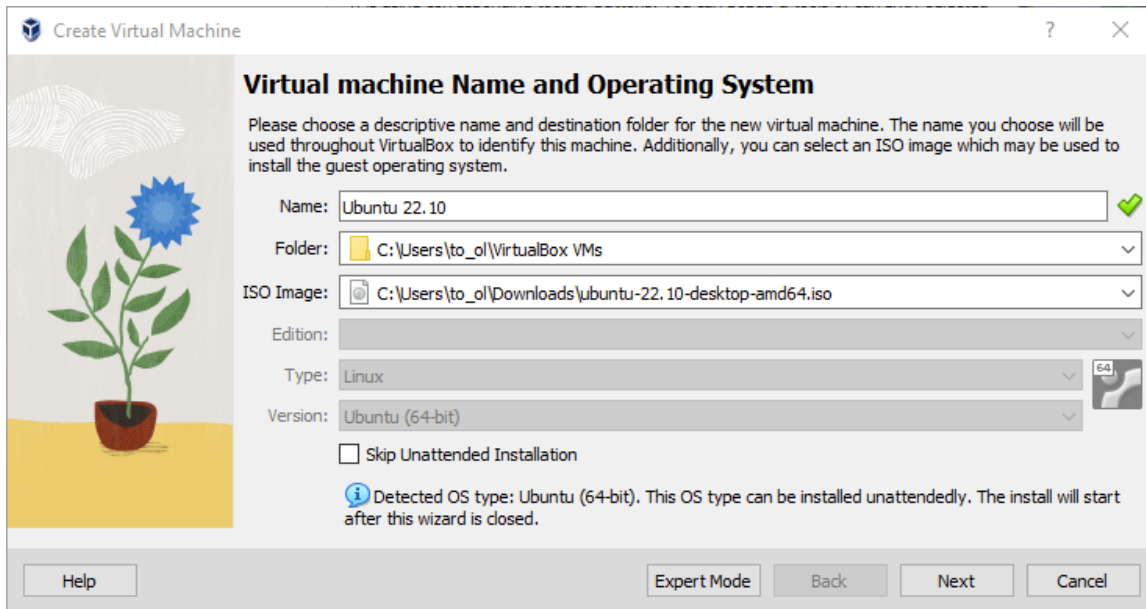 Create Virtual Machine
?
Virtual machine Name and Operating System
Please choose a descriptive name and destination folder for the new virtual machine. The name you choose will be
used throughout VirtualBox to identify this machine. Additionally, you can select an ISO image which may be used to
install the guest operating system.
Name: Ubuntu 22.10
Folder: C:\Users\to_ol\VirtualBox VMs
ISO Image: C:\Users\to_ol\Downloads\ubuntu-22.10-desktop-amd64.iso
Edition:
Type: Linux
64
Version: Ubuntu (64-bit)
Skip Unattended Installation
Detected OS type: Ubuntu (64-bit). This OS type can be installed unattendedly. The install will start
after this wizard is closed.
Help Expert Mode Back Next Cancel